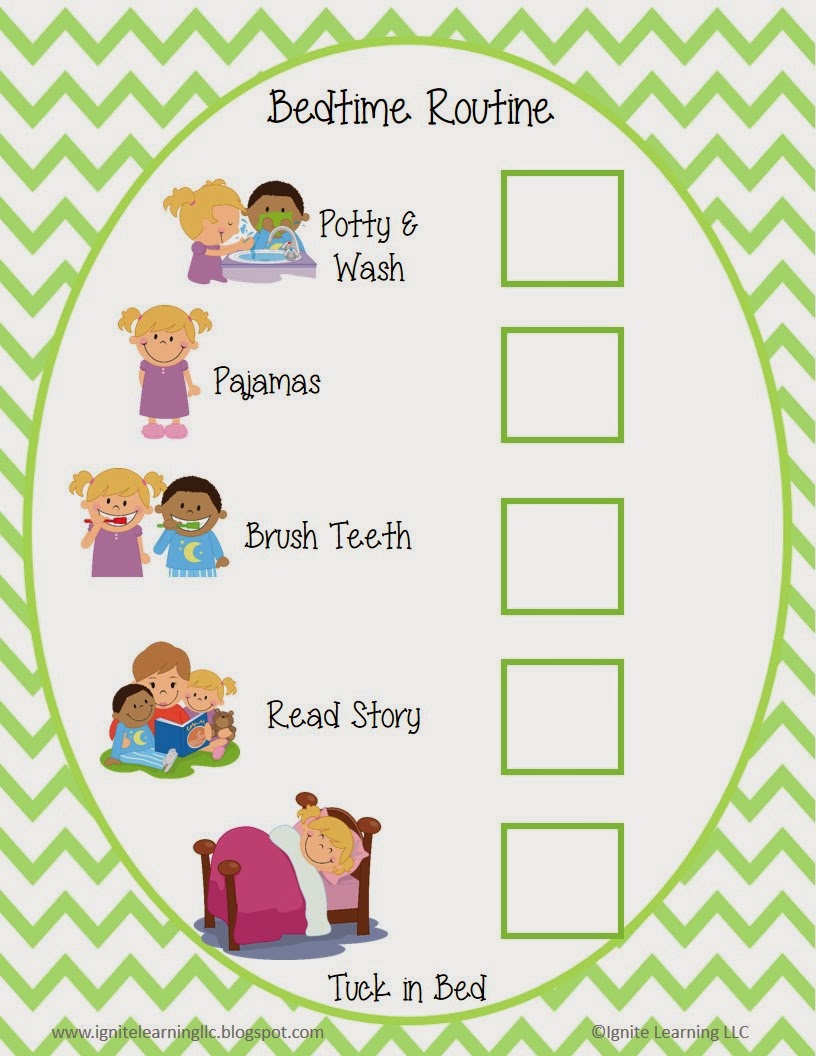 Bedtime Routine
Potty &
Wash
Pajamas
Brush Teeth
Read Story
Tuck in Bed
www.ignitelearningllc.blogspot.com
©Ignite Learning LLC